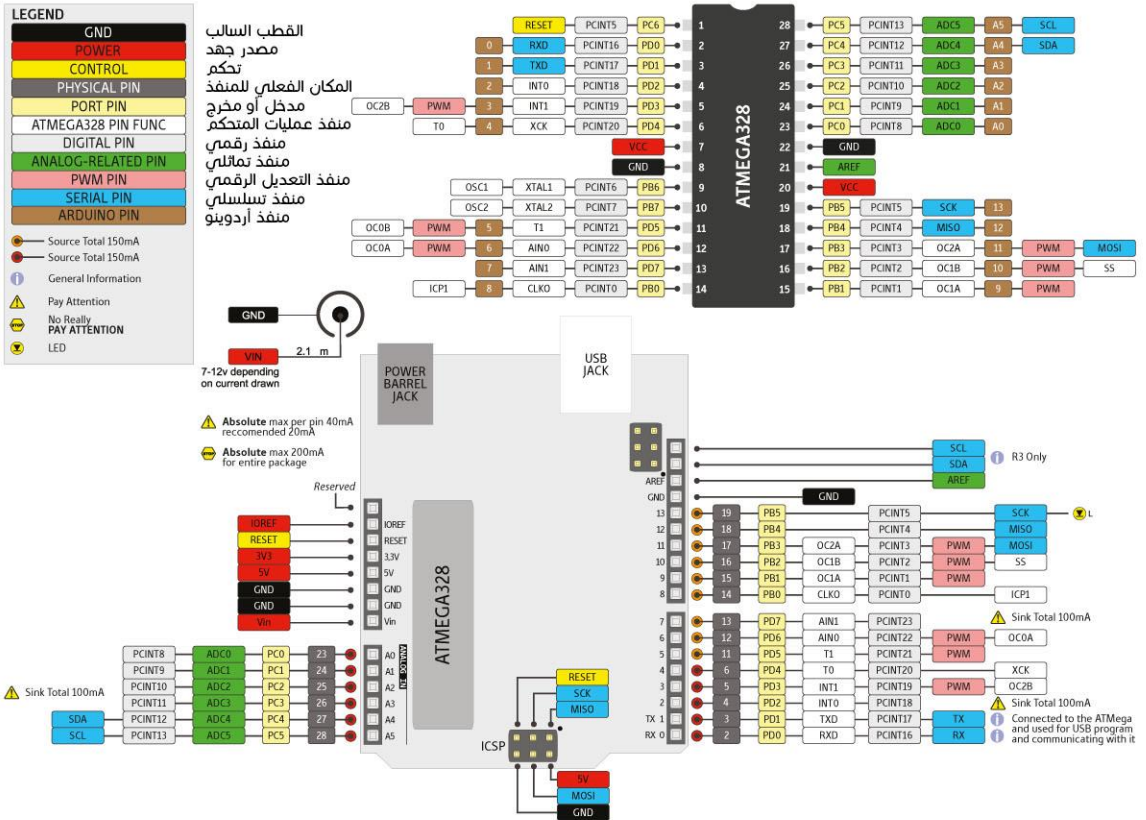 LEGEND
GND القطب السالب
POWER مصدر جهد
CONTROL تحكم
PHYSICAL PIN المكان الفعلي للمنفذ
PORT PIN مدخل أو مخرج
ATMEGA328 PIN FUNC منفذ عمليات المتحكم
DIGITAL PIN منفذ رقمي
ANALOG-RELATED PIN منفذ تماثلي
PWM PIN منفذ التعديل الرقمي
SERIAL PIN منفذ تسلسلي
ARDUINO PIN منفذ أردوينو
Source Total 150mA
Source Total 150mA
General Information
Pay Attention
No Really
PAY ATTENTION
LED
ATMEGA328
RESET PCINT5 PC6 1 28 PC5 PCINT13 ADC5 A5 SCL
0 RXD PCINT16 PD0 2 27 PC4 PCINT12 ADC4 A4 SDA
1 TXD PCINT17 PD1 3 26 PC3 PCINT11 ADC3 A3
2 INT0 PCINT18 PD2 4 25 PC2 PCINT10 ADC2 A2
OC2B PWM 3 INT1 PCINT19 PD3 5 24 PC1 PCINT9 ADC1 A1
T0 4 XCK PCINT20 PD4 6 23 PC0 PCINT8 ADC0 A0
VCC 7 22 GND
GND 8 21 AREF
OSC1 XTAL1 PCINT6 PB6 9 20 VCC
OSC2 XTAL2 PCINT7 PB7 10 19 PB5 PCINT5 SCK 13
OC0B PWM 5 T1 PCINT21 PD5 11 18 PB4 PCINT4 MISO 12
OC0A PWM 6 AIN0 PCINT22 PD6 12 17 PB3 PCINT3 OC2A 11 PWM MOSI
7 AIN1 PCINT23 PD7 13 16 PB2 PCINT2 OC1B 10 PWM SS
ICP1 8 CLKO PCINT0 PB0 14 15 PB1 PCINT1 OC1A 9 PWM
GND
VIN 2.1 m
7-12v depending
on current drawn
POWER
BARREL
JACK
USB
JACK
Absolute max per pin 40mA
reccomended 20mA
Absolute max 200mA
for entire package
Reserved
IOREF IOREF
RESET RESET
3V3 3,3V
5V 5V
GND GND
GND GND
Vin Vin
ATMEGA328
PCINT8 ADC0 PC0 23 A0
PCINT9 ADC1 PC1 24 A1
PCINT10 ADC2 PC2 25 A2
PCINT11 ADC3 PC3 26 A3
SDA PCINT12 ADC4 PC4 27 A4
SCL PCINT13 ADC5 PC5 28 A5
ANALOG IN
Sink Total 100mA
SCL
SDA
R3 Only
AREF AREF
GND GND
13 19 PB5 PCINT5 SCK L
12 18 PB4 PCINT4 MISO
11 17 PB3 OC2A PCINT3 PWM MOSI
10 16 PB2 OC1B PCINT2 PWM SS
9 15 PB1 OC1A PCINT1 PWM
8 14 PB0 CLKO PCINT0 ICP1
Sink Total 100mA
7 13 PD7 AIN1 PCINT23
6 12 PD6 AIN0 PCINT22 PWM OC0A
5 11 PD5 T1 PCINT21 PWM
4 6 PD4 T0 PCINT20 XCK
3 5 PD3 INT1 PCINT19 PWM OC2B
2 4 PD2 INT0 PCINT18
Sink Total 100mA
TX 1 3 PD1 TXD PCINT17 TX
RX 0 2 PD0 RXD PCINT16 RX
Connected to the ATMega
and used for USB program
and communicating with it
RESET
SCK
MISO
ICSP
5V
MOSI
GND